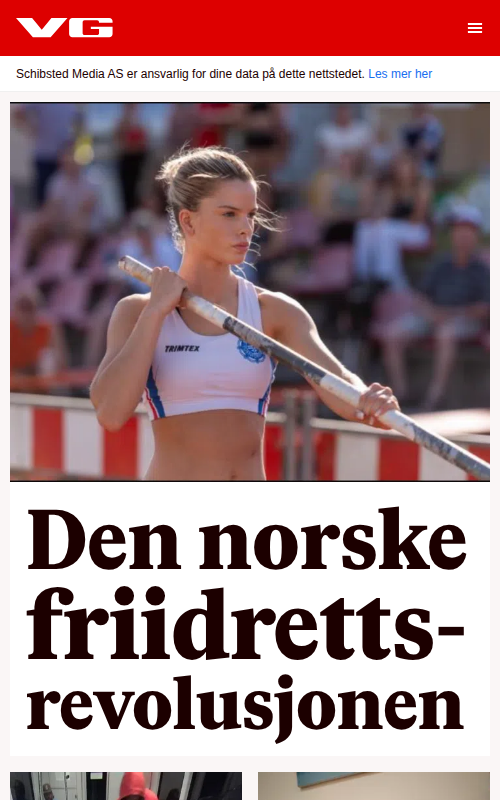 VG
Schibsted Media AS er ansvarlig for dine data på dette nettstedet. Les mer her
TRIMTEX
Den norske
friidretts-
revolusjonen